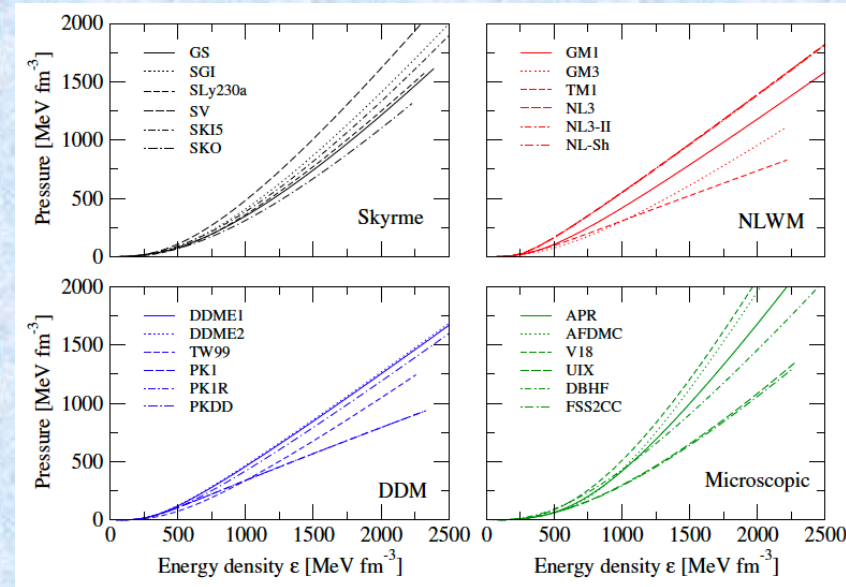 2000
1500
1000
500
0
Pressure [MeV fm-3]
GS
SGI
SLy230a
SV
SKI5
SKO
Skyrme
GM1
GM3
TM1
NL3
NL3-II
NL-Sh
NLWM
2000
1500
1000
500
0
Pressure [MeV fm-3]
DDME1
DDME2
TW99
PK1
PK1R
PKDD
DDM
0 500 1000 1500 2000 2500
Energy density ε [MeV fm-3]
APR
AFDMC
V18
UIX
DBHF
FSS2CC
Microscopic
0 500 1000 1500 2000 2500
Energy density ε [MeV fm-3]